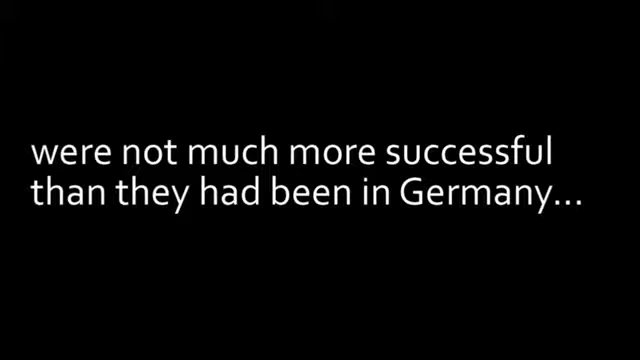 were not much more successful
than they had been in Germany...